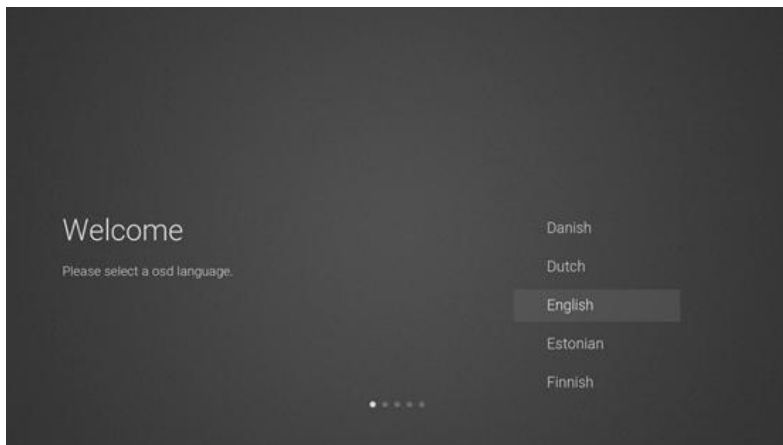 Welcome
Please select a osd language.
Danish
Dutch
English
Estonian
Finnish